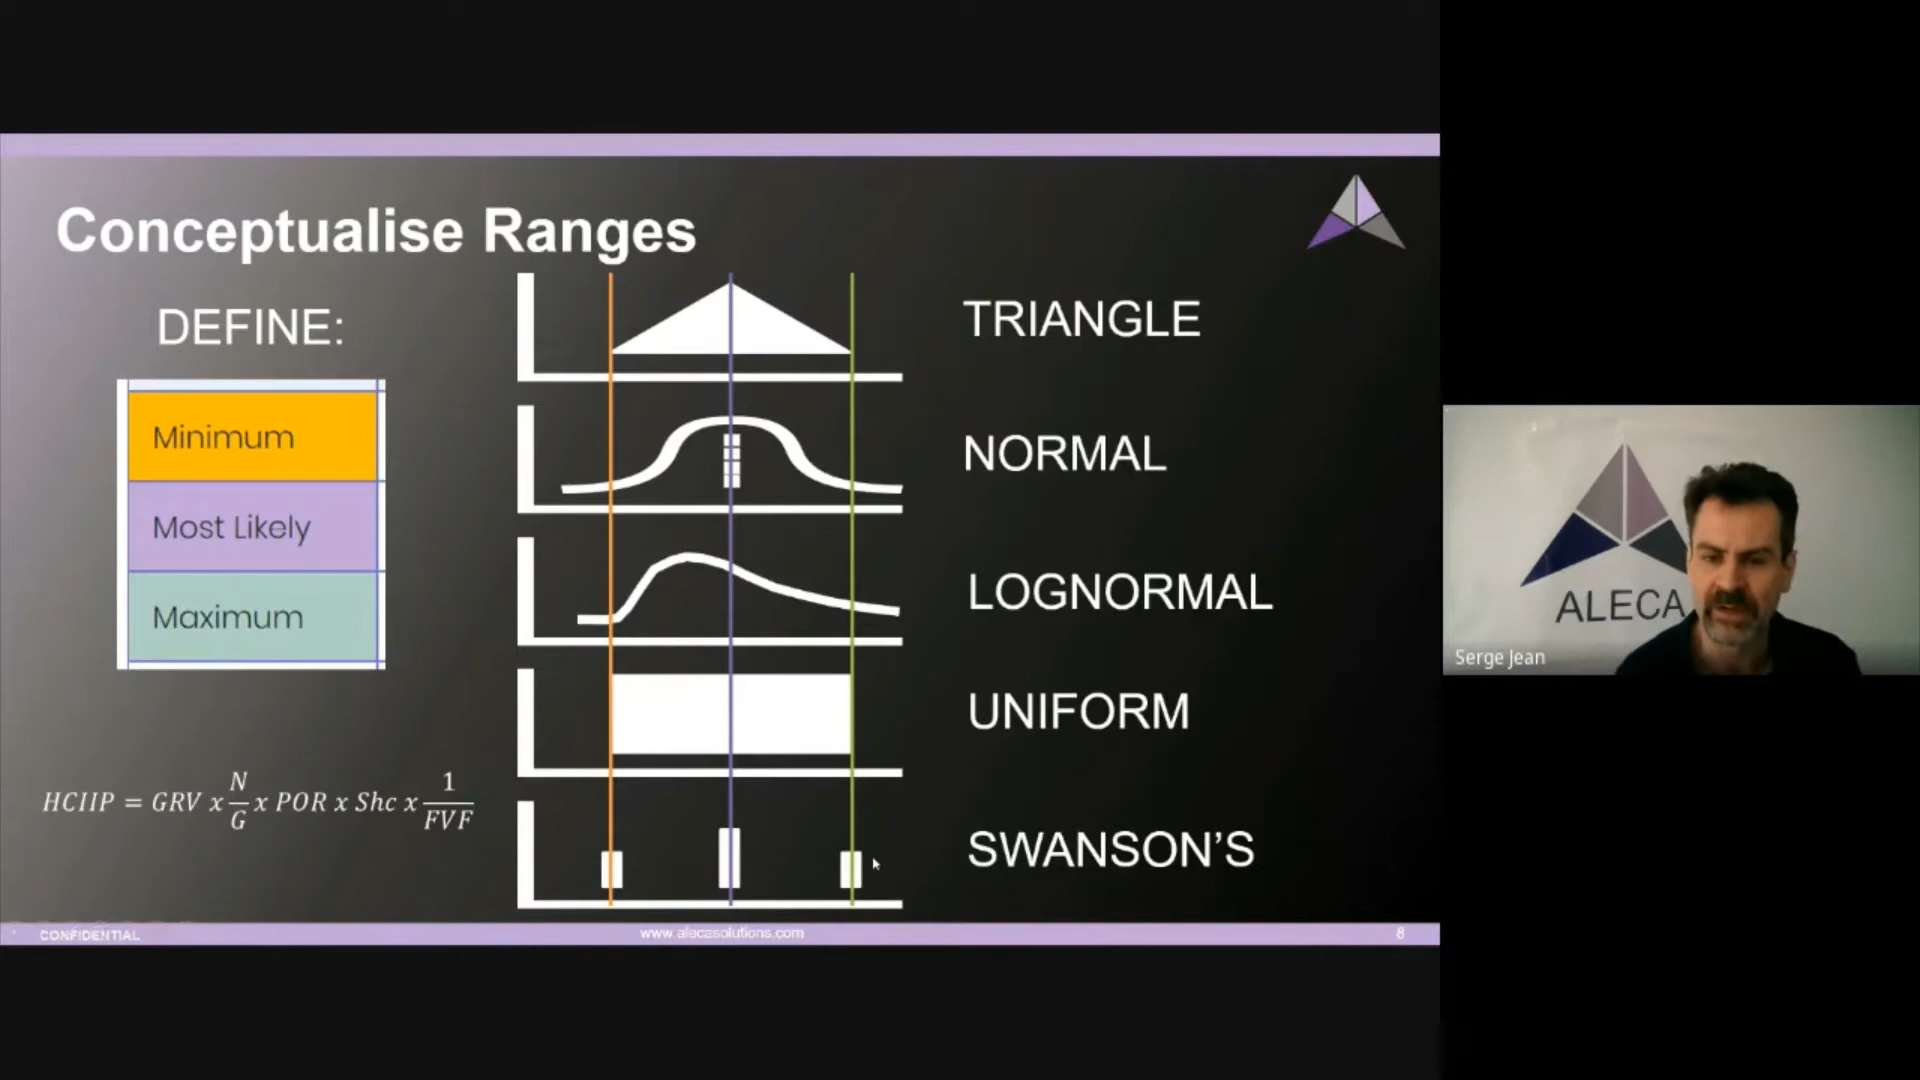 Conceptualise Ranges
DEFINE:
Minimum
Most Likely
Maximum
HCIIP = GRV x N/G x POR x Shc x 1/FVF
TRIANGLE
NORMAL
LOGNORMAL
UNIFORM
SWANSON'S
CONFIDENTIAL
www.alecasolutions.com
8
ALECA
Serge Jean